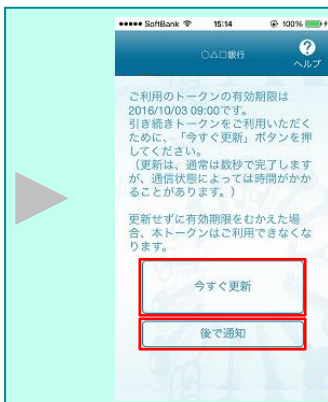 ●●●●● SoftBank 15:14 100%
○△□銀行
?
ヘルプ
ご利用のトークンの有効期限は
2016/10/03 09:00です。
引き続きトークンをご利用いただく
ために、「今すぐ更新」ボタンを押
してください。
（更新は、通常は数秒で完了します
が、通信状態によっては時間がかか
ることがあります。）
更新せずに有効期限をむかえた場
合、本トークンはご利用できなくな
ります。
今すぐ更新
後で通知